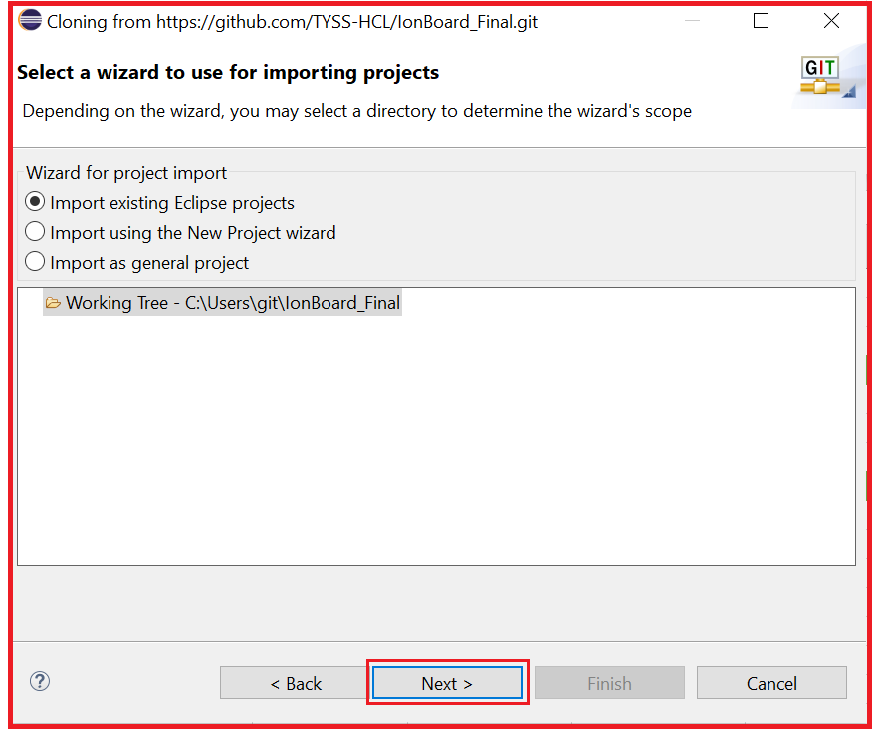 Cloning from https://github.com/TYSS-HCL/IonBoard_Final.git
Select a wizard to use for importing projects
GIT
Depending on the wizard, you may select a directory to determine the wizard's scope
Wizard for project import
Import existing Eclipse projects
Import using the New Project wizard
Import as general project
Working Tree - C:\Users\git\IonBoard_Final
? < Back Next > Finish Cancel